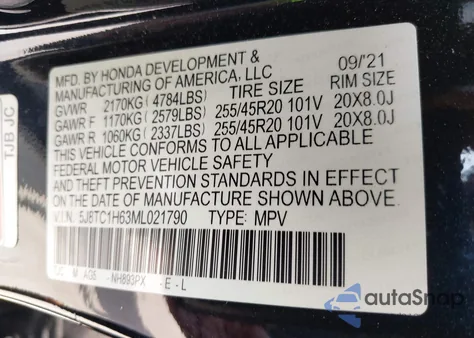 MFD. BY HONDA DEVELOPMENT & 09/21
MANUFACTURING OF AMERICA, LLC
TIRE SIZE RIM SIZE
GVWR 2170KG ( 4784LBS)
GAWR F 1170KG ( 2579LBS) 255/45R20 101V 20X8.0J
GAWR R 1060KG ( 2337LBS) 255/45R20 101V 20X8.0J
THIS VEHICLE CONFORMS TO ALL APPLICABLE
FEDERAL MOTOR VEHICLE SAFETY
AND THEFT PREVENTION STANDARDS IN EFFECT
ON THE DATE OF MANUFACTURE SHOWN ABOVE.
V.I.N. 5J8TC1H63ML021790 TYPE: MPV
NH893PX - E - L
TJB JC
autoSnap